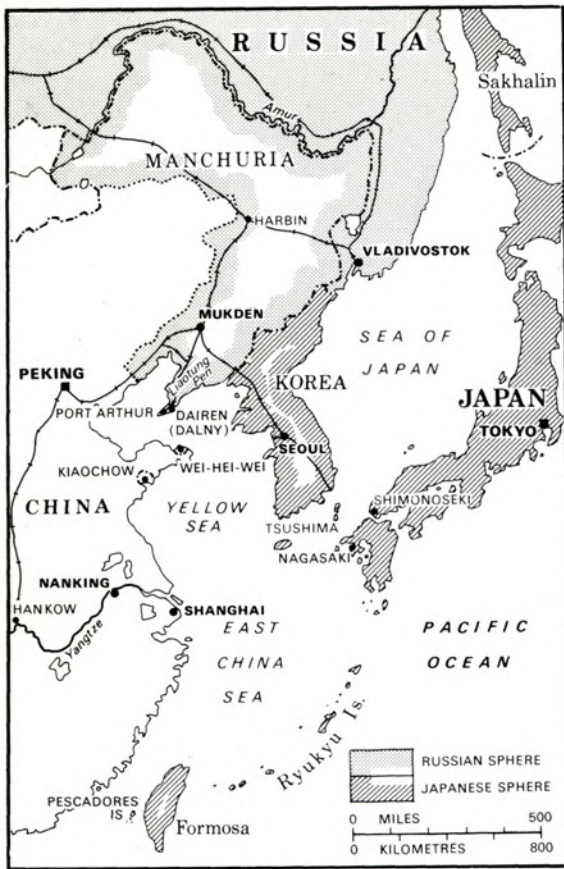 RUSSIA
Sakhalin
Amur
MANCHURIA
HARBIN
VLADIVOSTOK
MUKDEN
SEA OF
JAPAN
PEKING
Liaotung
Pen
KOREA
JAPAN
PORT ARTHUR
DAIREN
(DALNY)
TOKYO
SEOUL
WEI-HEI-WEI
KIAOCHOW
CHINA
YELLOW
SEA
SHIMONOSEKI
TSUSHIMA
NAGASAKI
NANKING
HANKOW
SHANGHAI
Yangtze
EAST
CHINA
SEA
PACIFIC
OCEAN
Ryukyu Is.
RUSSIAN SPHERE
JAPANESE SPHERE
PESCADORES
IS
Formosa
0 MILES 500
0 KILOMETRES 800